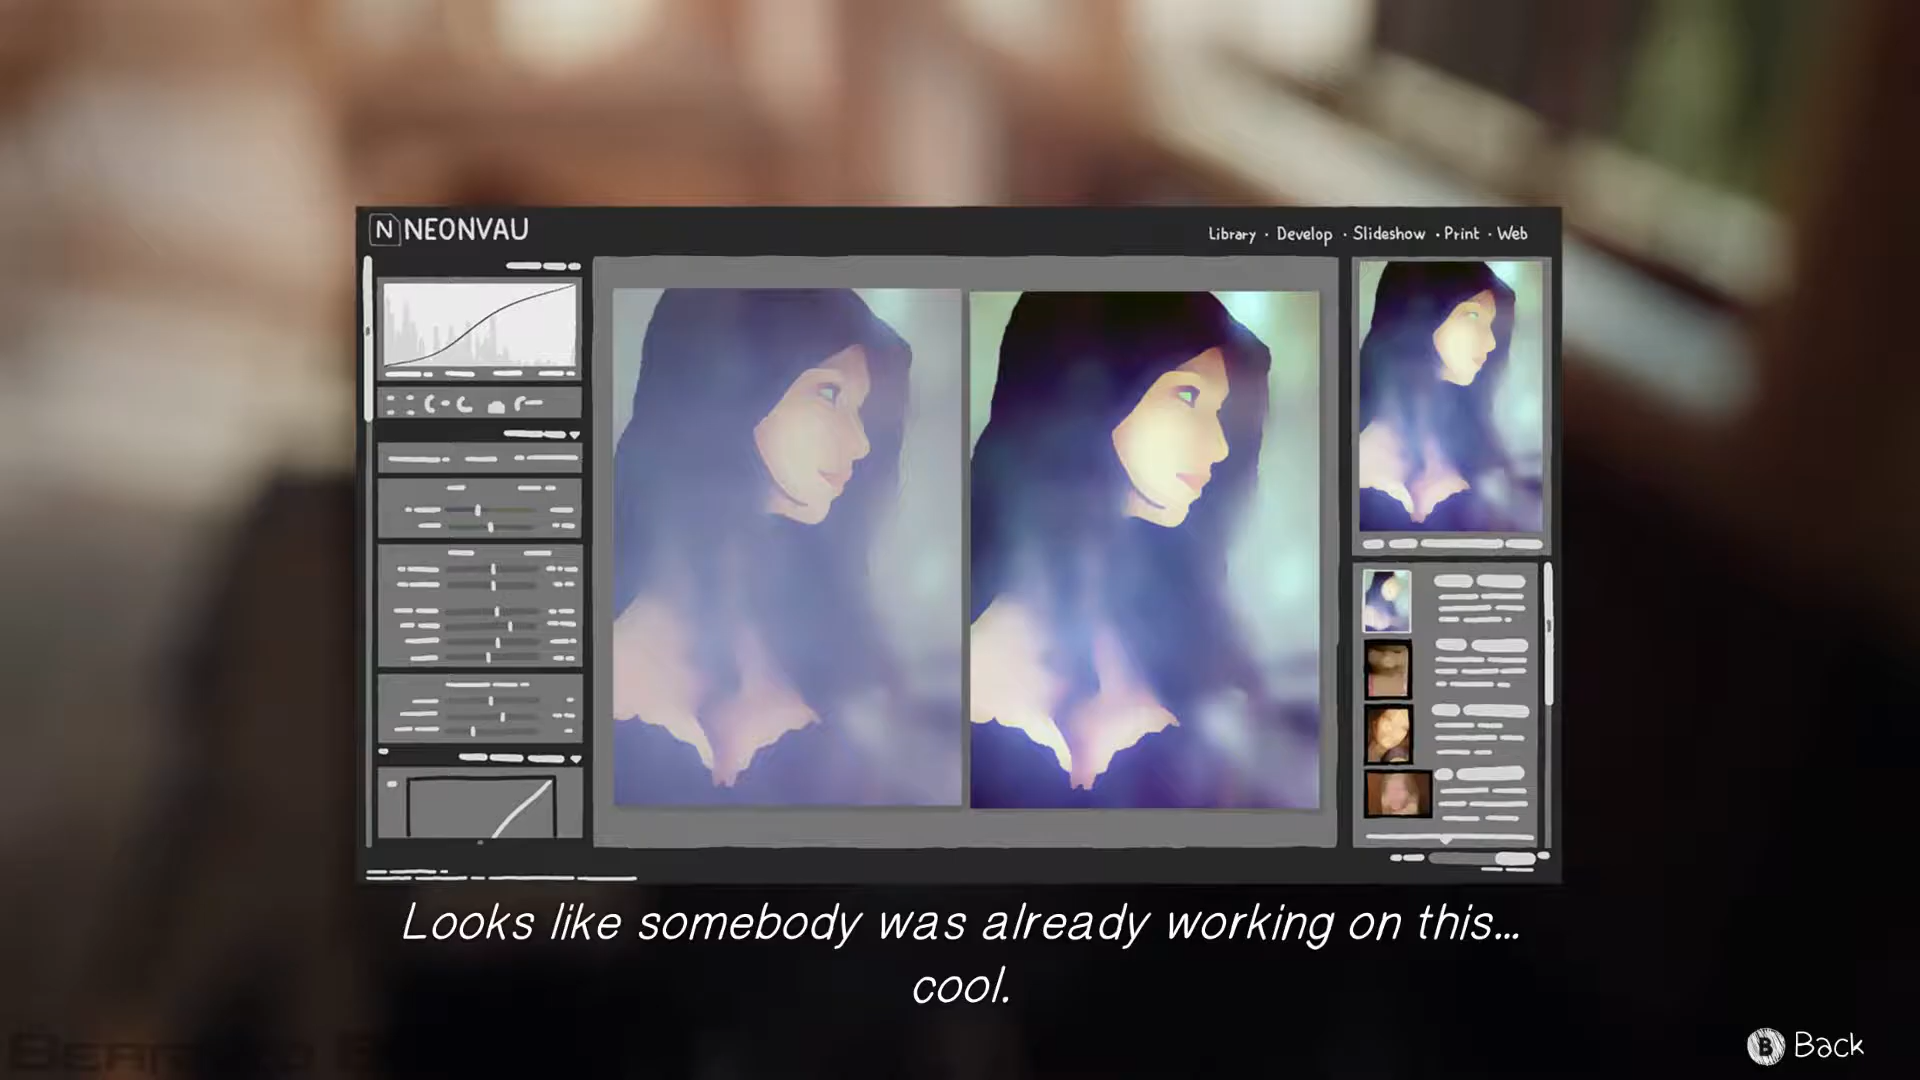 N NEONVAU
Library · Develop · Slideshow · Print · Web
Looks like somebody was already working on this...
cool.
B Back